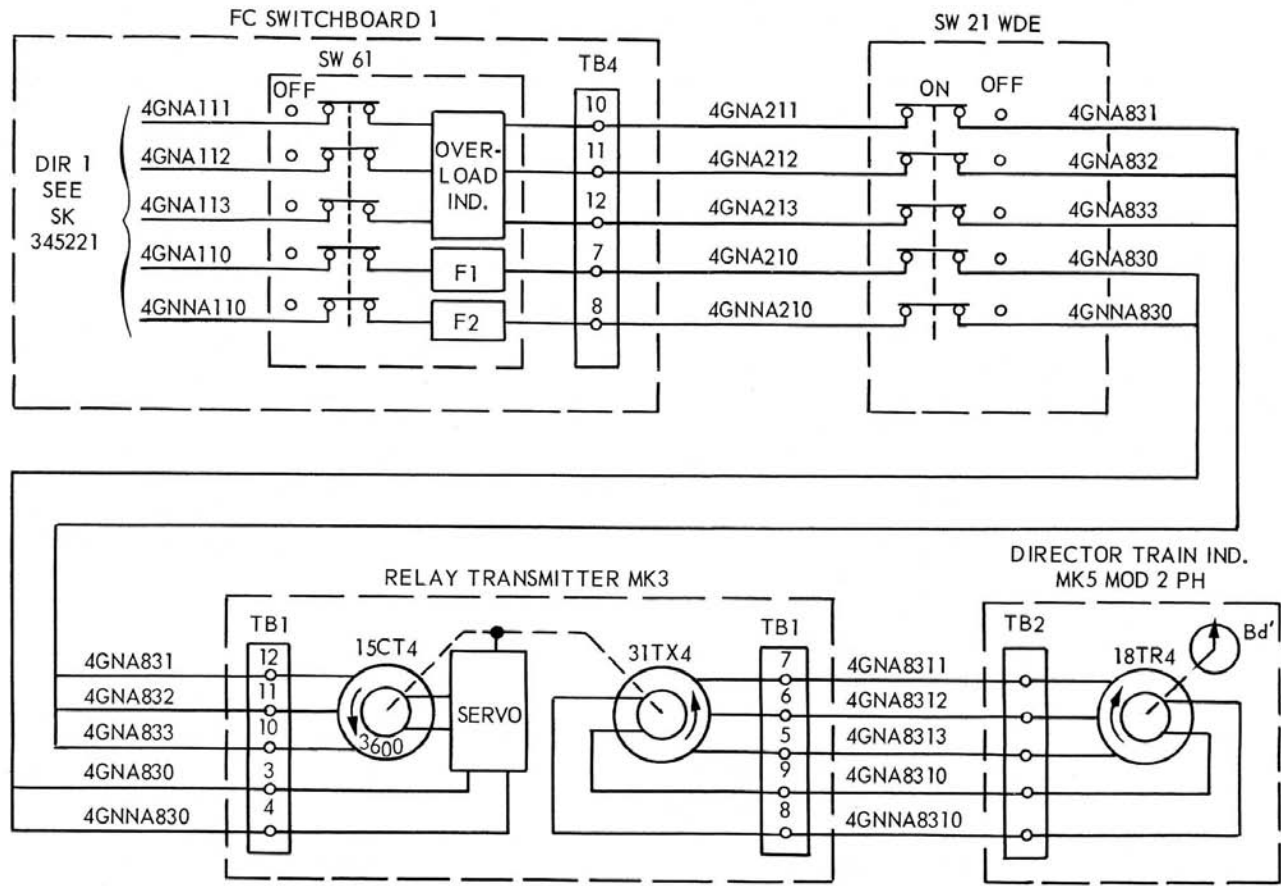 FC SWITCHBOARD 1
SW 21 WDE
SW 61
TB4
OFF
ON
OFF
4GNA111
10
4GNA211
4GNA831
4GNA112
OVER-
LOAD
IND.
11
4GNA212
4GNA832
DIR 1
SEE
SK
345221
4GNA113
12
4GNA213
4GNA833
4GNA110
F1
7
4GNA210
4GNA830
4GNNA110
F2
8
4GNNA210
4GNNA830
RELAY TRANSMITTER MK3
DIRECTOR TRAIN IND.
MK5 MOD 2 PH
TB1
15CT4
31TX4
TB1
TB2
18TR4
Bd'
4GNA831
12
4GNA832
11
4GNA833
10
3600
SERVO
4GNA830
3
4GNNA830
4
7
4GNA8311
6
4GNA8312
5
4GNA8313
9
4GNA8310
8
4GNNA8310